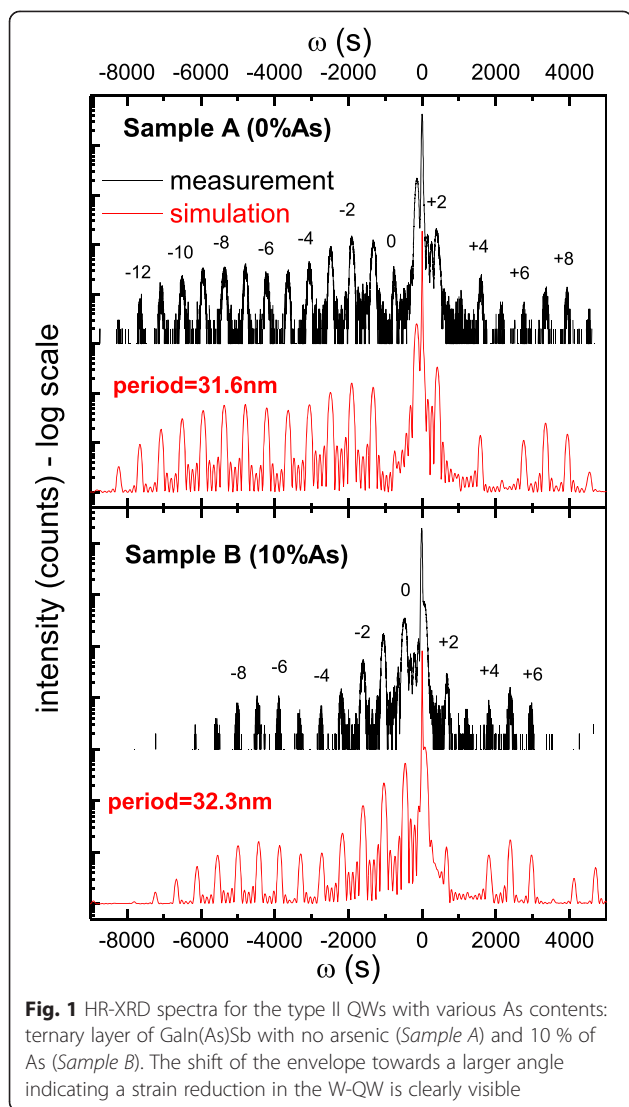 ω (s)
-8000 -6000 -4000 -2000 0 2000 4000
Sample A (0%As)
measurement
simulation
-12 -10 -8 -6 -4 -2 0 +2 +4 +6 +8
period=31.6nm
intensity (counts) - log scale
Sample B (10%As)
-8 -6 -4 -2 0 +2 +4 +6
period=32.3nm
-8000 -6000 -4000 -2000 0 2000 4000
ω (s)
Fig. 1 HR-XRD spectra for the type II QWs with various As contents:
ternary layer of GaIn(As)Sb with no arsenic (Sample A) and 10 % of
As (Sample B). The shift of the envelope towards a larger angle
indicating a strain reduction in the W-QW is clearly visible